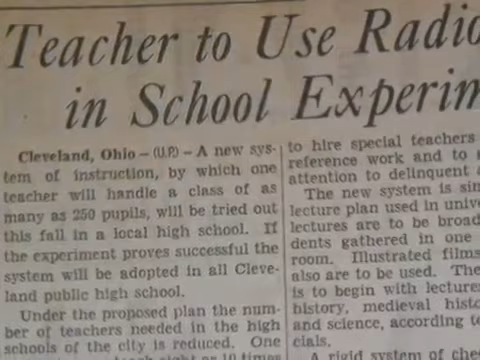 Teacher to Use Radio
in School Experim
Cleveland, Ohio — (U.P.) — A new sys-
tem of instruction, by which one
teacher will handle a class of as
many as 250 pupils, will be tried out
this fall in a local high school. If
the experiment proves successful the
system will be adopted in all Cleve-
land public high school.
Under the proposed plan the num-
ber of teachers needed in the high
schools of the city is reduced. One
teach eight or 10 times
to hire special teachers
reference work and to
attention to delinquent
The new system is sim
lecture plan used in unive
lectures are to be broad
dents gathered in one
room. Illustrated films
also are to be used. The
is to begin with lectures
history, medieval histo
and science, according to
cials.
A rigid system of chec